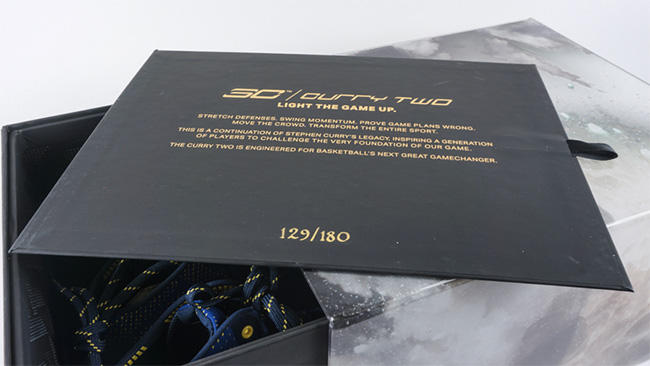 SC / CURRY TWO
LIGHT THE GAME UP.
STRETCH DEFENSES. SWING MOMENTUM. PROVE GAME PLANS WRONG.
MOVE THE CROWD. TRANSFORM THE ENTIRE SPORT.
THIS IS A CONTINUATION OF STEPHEN CURRY'S LEGACY, INSPIRING A GENERATION
OF PLAYERS TO CHALLENGE THE VERY FOUNDATION OF OUR GAME.
THE CURRY TWO IS ENGINEERED FOR BASKETBALL'S NEXT GREAT GAMECHANGER.
129/180